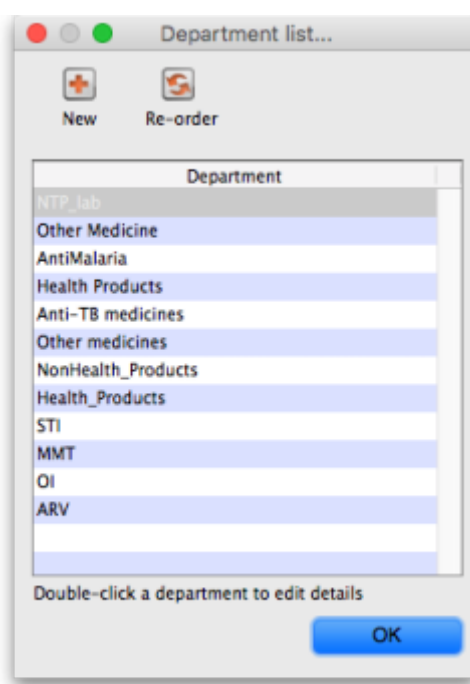 Department list...
New Re-order
Department
NTP_lab
Other Medicine
AntiMalaria
Health Products
Anti-TB medicines
Other medicines
NonHealth_Products
Health_Products
STI
MMT
OI
ARV
Double-click a department to edit details
OK